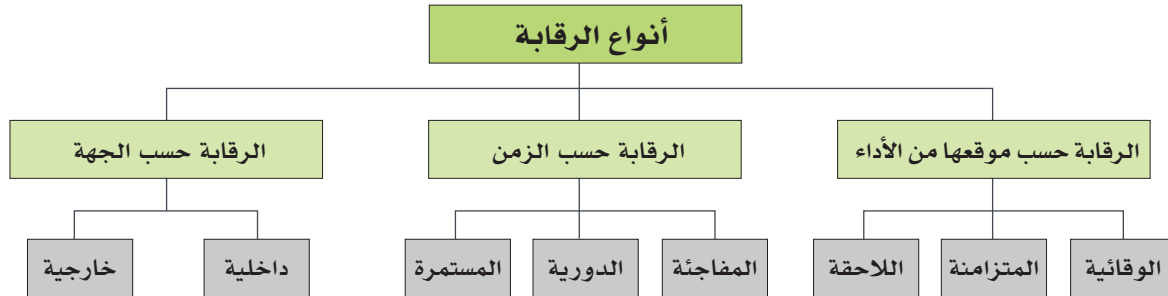 أنواع الرقابة
الرقابة حسب موقعها من الأداء
الرقابة حسب الزمن
الرقابة حسب الجهة
الوقائية
المتزامنة
اللاحقة
المفاجئة
الدورية
المستمرة
داخلية
خارجية